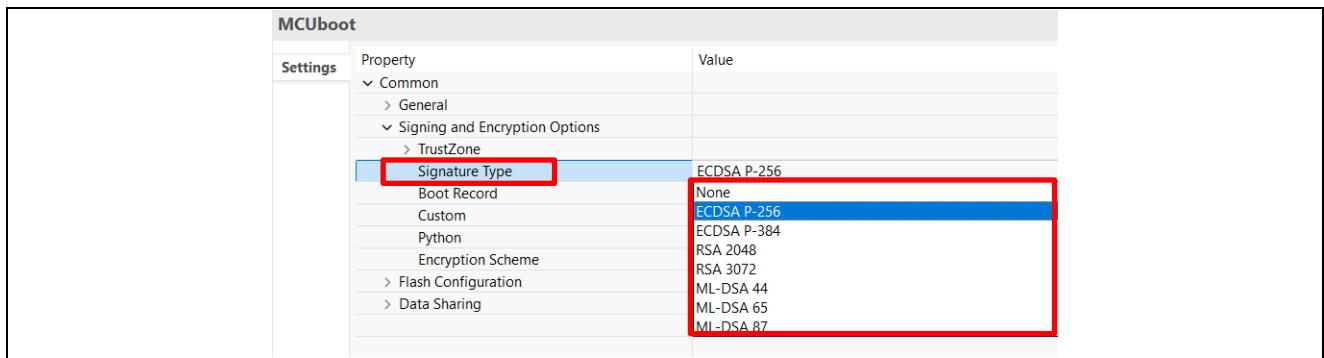 MCUboot
Settings
Property Value
Common
General
Signing and Encryption Options
TrustZone
Signature Type ECDSA P-256
Boot Record None
Custom ECDSA P-256
Python ECDSA P-384
Encryption Scheme RSA 2048
Flash Configuration RSA 3072
Data Sharing ML-DSA 44
ML-DSA 65
ML-DSA 87